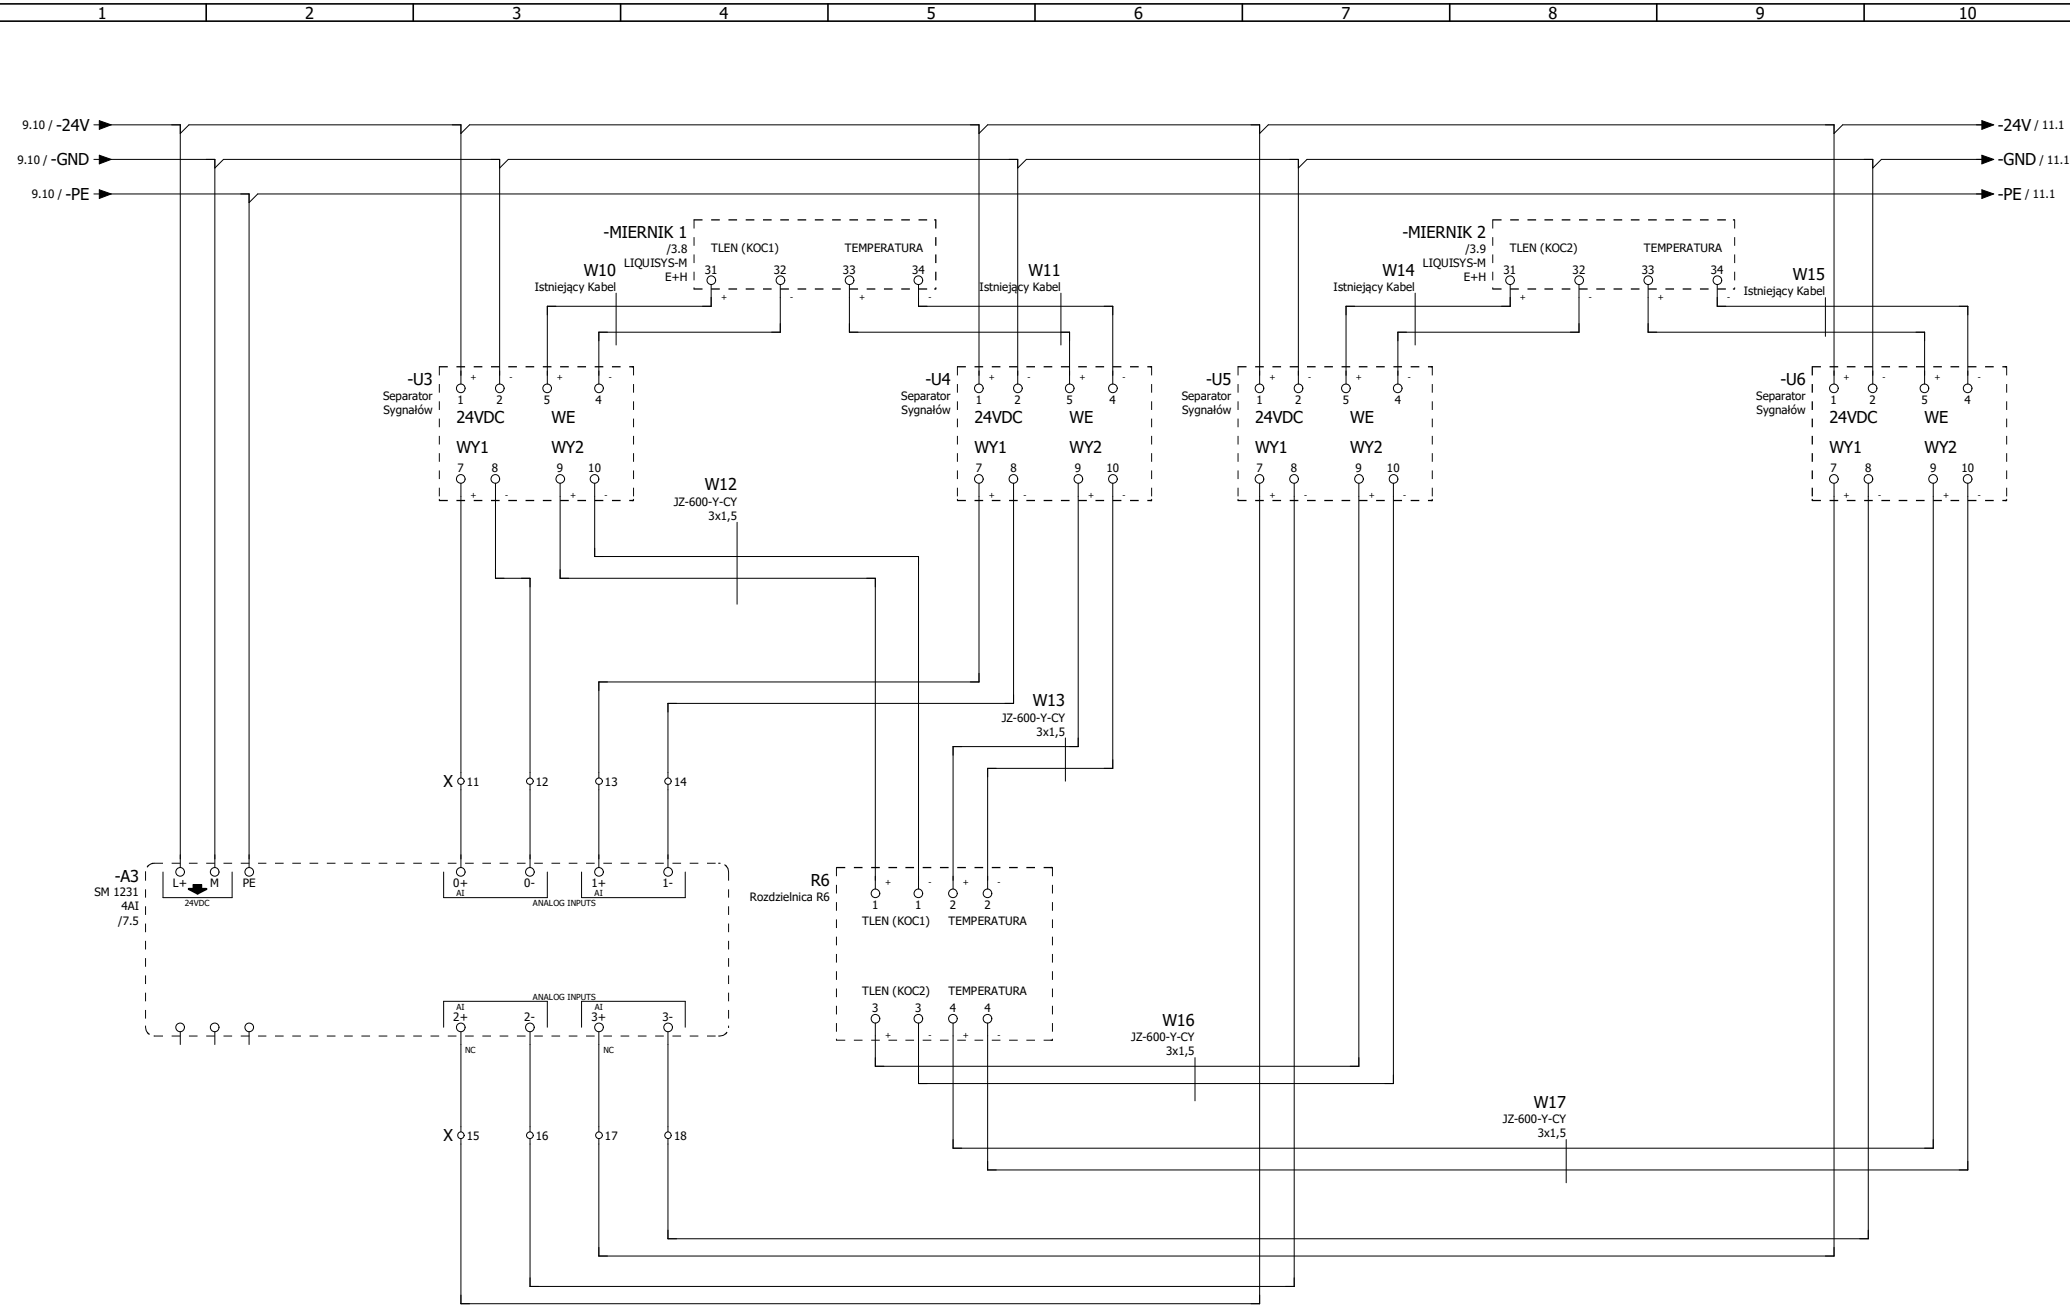 1 2 3 4 5 6 7 8 9 10
9.10 / -24V
-24V / 11.1
9.10 / -GND
-GND / 11.1
9.10 / -PE
-PE / 11.1
-MIERNIK 1
/3.8
LIQUISYS-M
E+H
TLEN (KOC1) TEMPERATURA
31 32 33 34
+ - + -
W10
Istniejący Kabel
W11
Istniejący Kabel
-MIERNIK 2
/3.9
LIQUISYS-M
E+H
TLEN (KOC2) TEMPERATURA
31 32 33 34
+ - + -
W14
Istniejący Kabel
W15
Istniejący Kabel
-U3
Separator
Sygnałów
+ - + -
1 2 5 4
24VDC WE
WY1 WY2
7 8 9 10
+ - + -
-U4
Separator
Sygnałów
+ - + -
1 2 5 4
24VDC WE
WY1 WY2
7 8 9 10
+ - + -
-U5
Separator
Sygnałów
+ - + -
1 2 5 4
24VDC WE
WY1 WY2
7 8 9 10
+ - + -
-U6
Separator
Sygnałów
+ - + -
1 2 5 4
24VDC WE
WY1 WY2
7 8 9 10
+ - + -
W12
JZ-600-Y-CY
3x1,5
W13
JZ-600-Y-CY
3x1,5
X 11 12 13 14
-A3
SM 1231
4AI
/7.5
L+ M PE
24VDC
0+ 0- 1+ 1-
AI AI
ANALOG INPUTS
ANALOG INPUTS
AI AI
2+ 2- 3+ 3-
NC NC
R6
Rozdzielnica R6
+ - + -
1 1 2 2
TLEN (KOC1) TEMPERATURA
TLEN (KOC2) TEMPERATURA
3 3 4 4
+ - + -
W16
JZ-600-Y-CY
3x1,5
W17
JZ-600-Y-CY
3x1,5
X 15 16 17 18